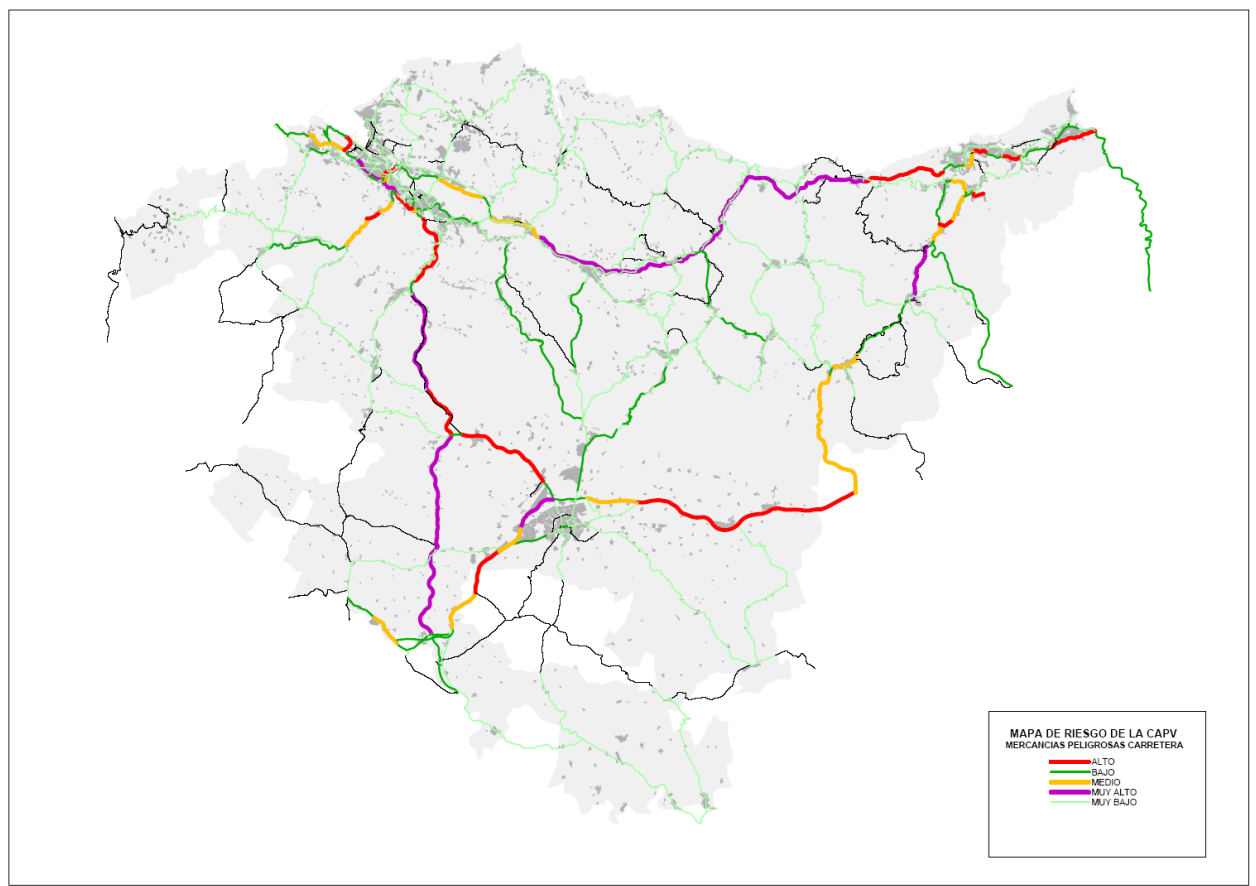 MAPA DE RIESGO DE LA CAPV
MERCANCIAS PELIGROSAS CARRETERA
ALTO
BAJO
MEDIO
MUY ALTO
MUY BAJO